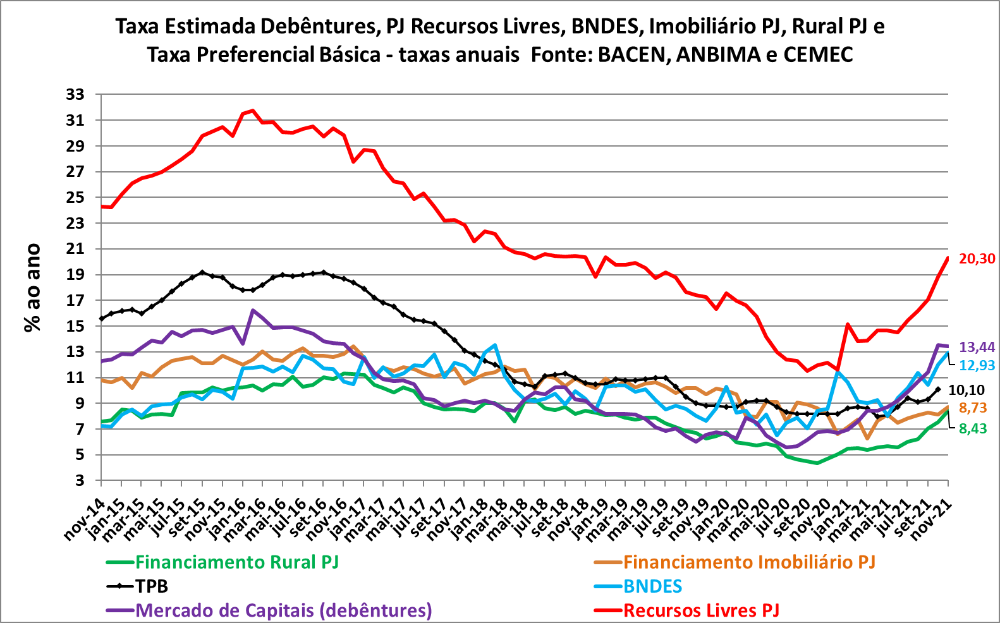 Taxa Estimada Debêntures, PJ Recursos Livres, BNDES, Imobiliário PJ, Rural PJ e
Taxa Preferencial Básica - taxas anuais  Fonte: BACEN, ANBIMA e CEMEC
% ao ano
33
31
29
27
25
23
21
19
17
15
13
11
9
7
5
3
20,30
13,44
12,93
10,10
8,73
8,43
nov-14
jan-15
mar-15
mai-15
jul-15
set-15
nov-15
jan-16
mar-16
mai-16
jul-16
set-16
nov-16
jan-17
mar-17
mai-17
jul-17
set-17
nov-17
jan-18
mar-18
mai-18
jul-18
set-18
nov-18
jan-19
mar-19
mai-19
jul-19
set-19
nov-19
jan-20
mar-20
mai-20
jul-20
set-20
nov-20
jan-21
mar-21
mai-21
jul-21
set-21
nov-21
Financiamento Rural PJ
Financiamento Imobiliário PJ
TPB
BNDES
Mercado de Capitais (debêntures)
Recursos Livres PJ